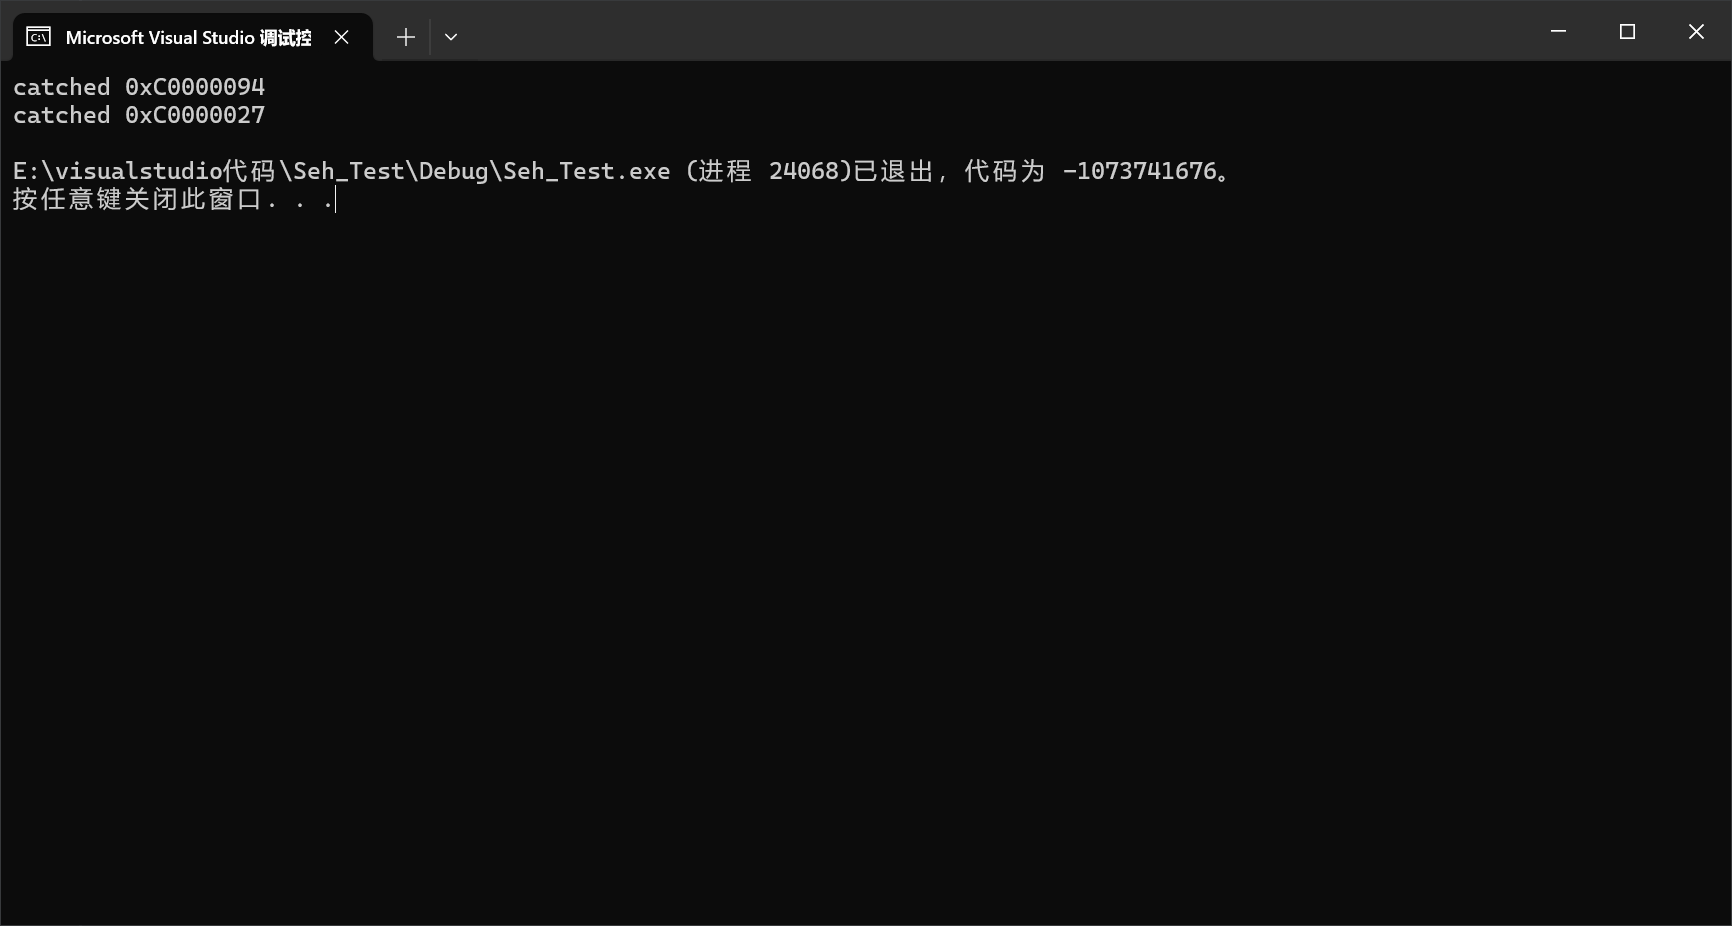 Microsoft Visual Studio 调试控
catched 0xC0000094
catched 0xC0000027
E:\visualstudio代码\Seh_Test\Debug\Seh_Test.exe (进程 24068)已退出，代码为 -1073741676。
按任意键关闭此窗口. . .